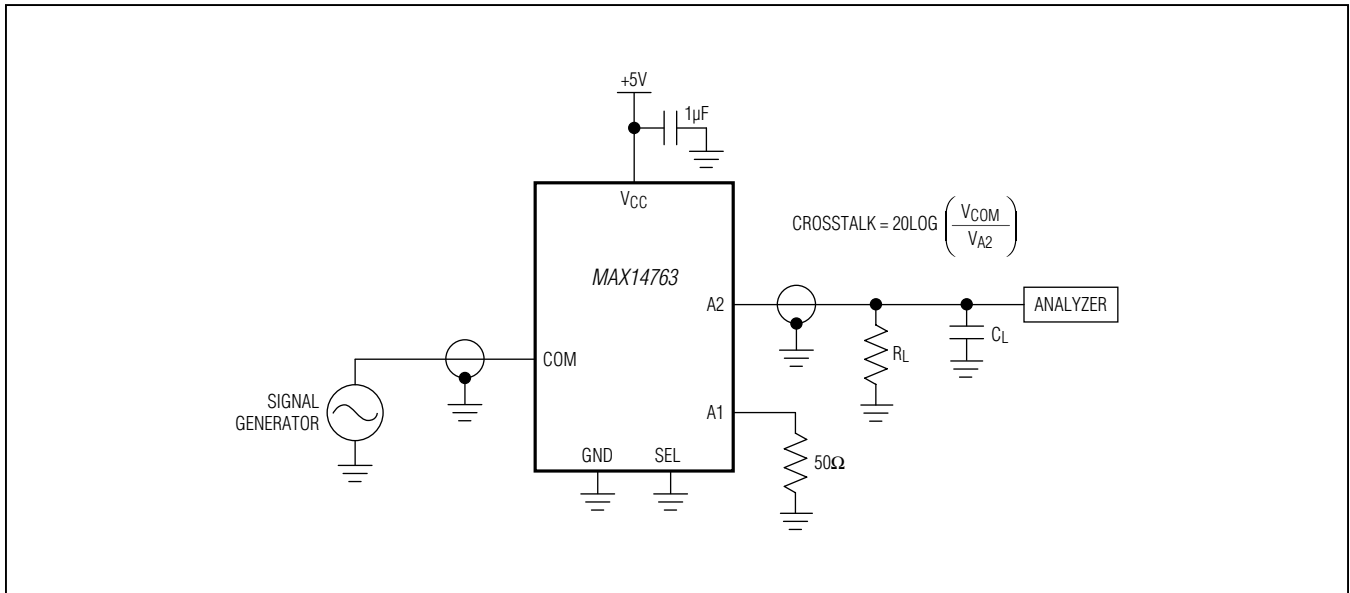 +5V
1µF
VCC
CROSSTALK = 20LOG (VCOM
VA2)
MAX14763
A2
ANALYZER
CL
RL
COM
SIGNAL
GENERATOR
A1
GND
SEL
50Ω